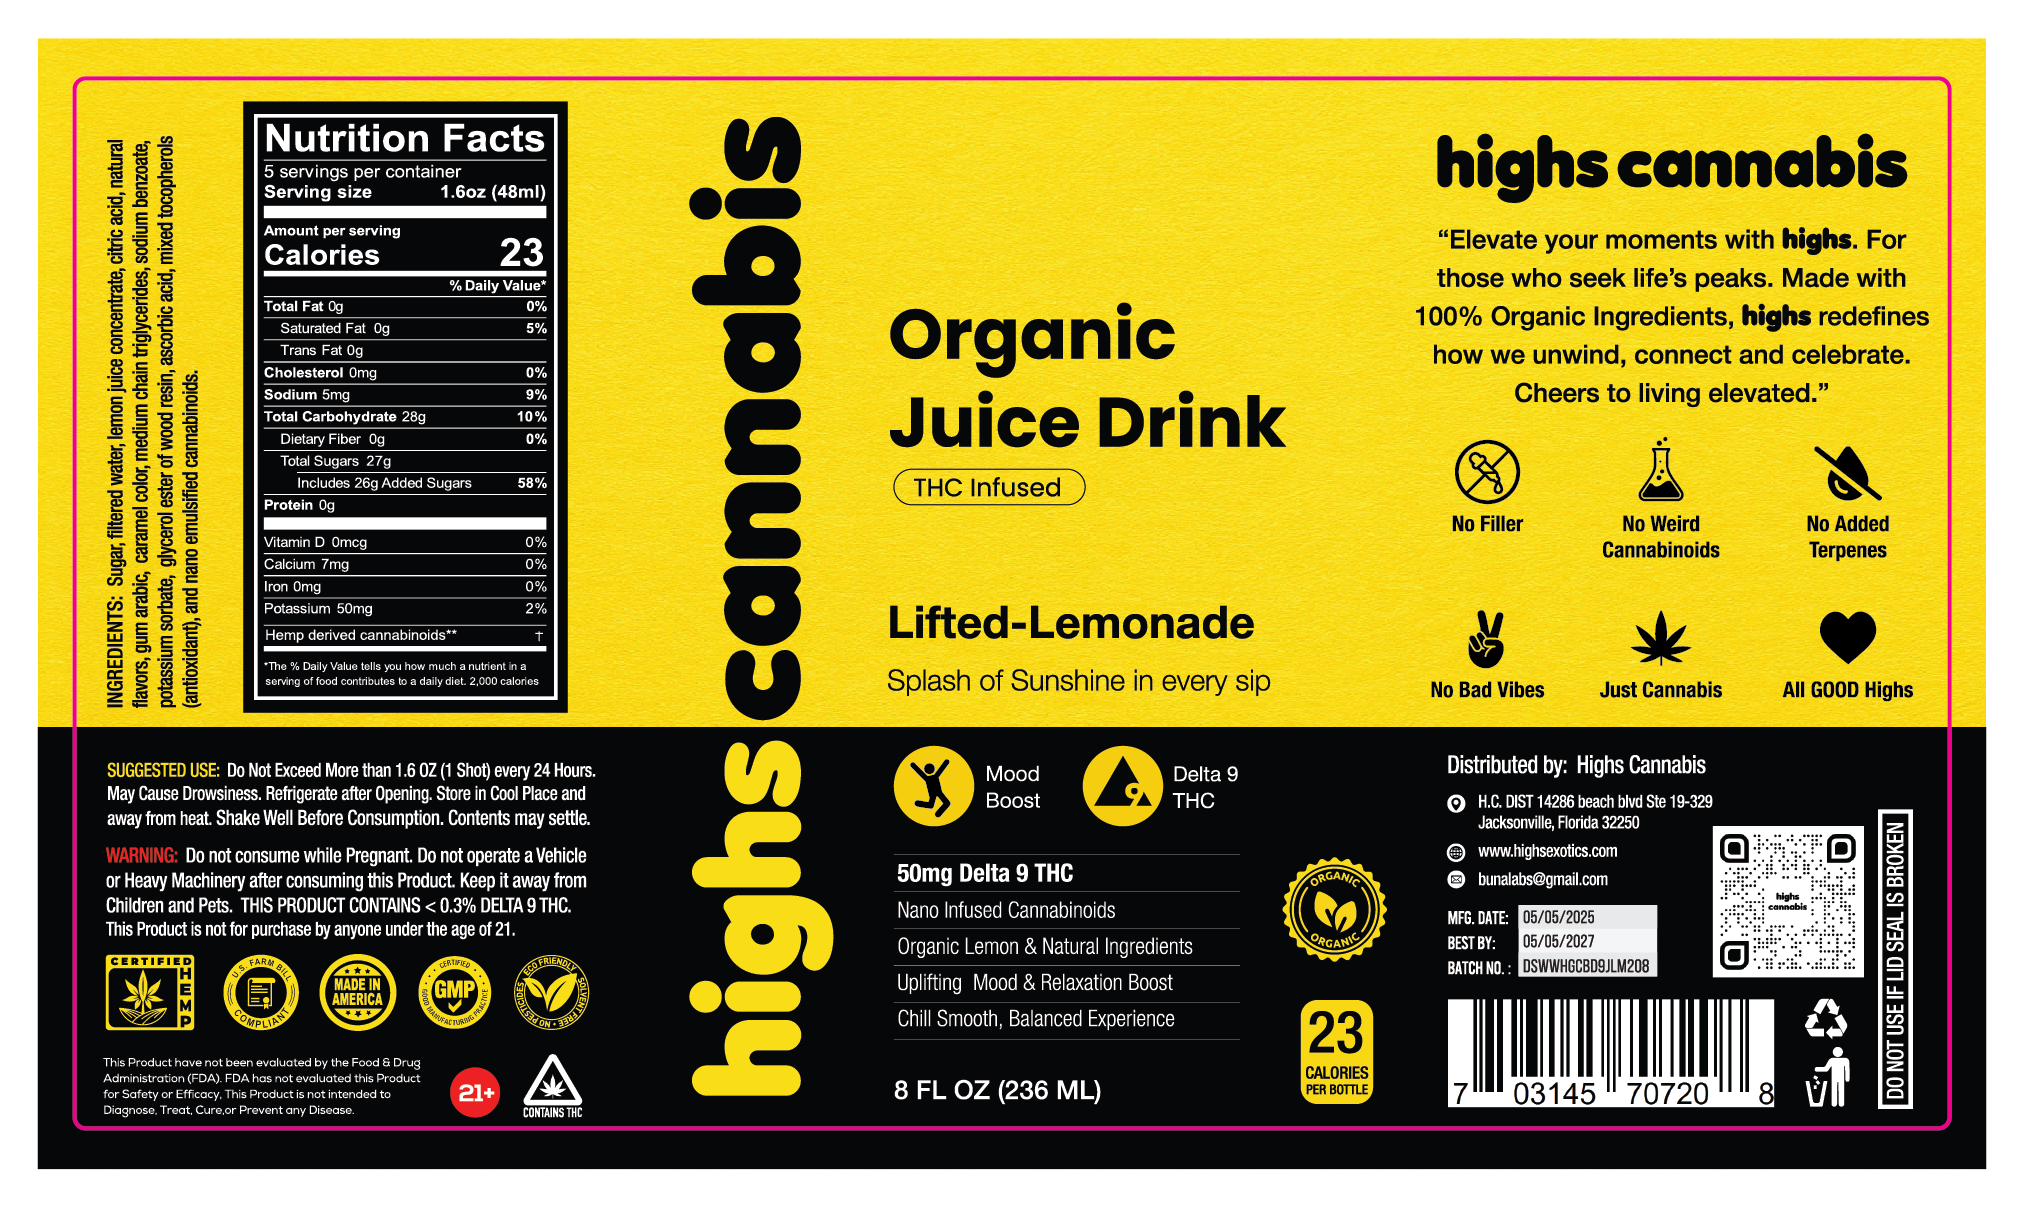 INGREDIENTS: Sugar, filtered water, lemon juice concentrate, citric acid, natural
flavors, gum arabic, caramel color, medium chain triglycerides, sodium benzoate,
potassium sorbate, glycerol ester of wood resin, ascorbic acid, mixed tocopherols
(antioxidant), and nano emulsified cannabinoids.
Nutrition Facts
5 servings per container
Serving size 1.6oz (48ml)
Amount per serving
Calories 23
% Daily Value*
Total Fat 0g 0%
Saturated Fat 0g 5%
Trans Fat 0g
Cholesterol 0mg 0%
Sodium 5mg 9%
Total Carbohydrate 28g 10%
Dietary Fiber 0g 0%
Total Sugars 27g
Includes 26g Added Sugars 58%
Protein 0g
Vitamin D 0mcg 0%
Calcium 7mg 0%
Iron 0mg 0%
Potassium 50mg 2%
Hemp derived cannabinoids** †
*The % Daily Value tells you how much a nutrient in a
serving of food contributes to a daily diet. 2,000 calories
SUGGESTED USE: Do Not Exceed More than 1.6 OZ (1 Shot) every 24 Hours.
May Cause Drowsiness. Refrigerate after Opening. Store in Cool Place and
away from heat. Shake Well Before Consumption. Contents may settle.
WARNING: Do not consume while Pregnant. Do not operate a Vehicle
or Heavy Machinery after consuming this Product. Keep it away from
Children and Pets. THIS PRODUCT CONTAINS < 0.3% DELTA 9 THC.
This Product is not for purchase by anyone under the age of 21.
CERTIFIED HEMP
U.S. FARM BILL
COMPLIANT
MADE IN
AMERICA
CERTIFIED
GMP
GOOD MANUFACTURING PRACTICE
ECO FRIENDLY
SOLVENT FREE
NO PESTICIDES
This Product have not been evaluated by the Food & Drug
Administration (FDA). FDA has not evaluated this Product
for Safety or Efficacy, This Product is not intended to
Diagnose, Treat, Cure,or Prevent any Disease.
21+
CONTAINS THC
highs cannabis
Organic
Juice Drink
THC Infused
Lifted-Lemonade
Splash of Sunshine in every sip
Mood
Boost
Delta 9
THC
9
50mg Delta 9 THC
Nano Infused Cannabinoids
Organic Lemon & Natural Ingredients
Uplifting Mood & Relaxation Boost
Chill Smooth, Balanced Experience
8 FL OZ (236 ML)
ORGANIC
ORGANIC
23
CALORIES
PER BOTTLE
highs cannabis
“Elevate your moments with highs. For
those who seek life’s peaks. Made with
100% Organic Ingredients, highs redefines
how we unwind, connect and celebrate.
Cheers to living elevated.”
No Filler
No Weird
Cannabinoids
No Added
Terpenes
No Bad Vibes
Just Cannabis
All GOOD Highs
Distributed by: Highs Cannabis
H.C. DIST 14286 beach blvd Ste 19-329
Jacksonville, Florida 32250
www.highsexotics.com
bunalabs@gmail.com
MFG. DATE: 05/05/2025
BEST BY: 05/05/2027
BATCH NO. : DSWWHGCBD9JLM208
highs
cannabis
7 03145 70720 8
DO NOT USE IF LID SEAL IS BROKEN